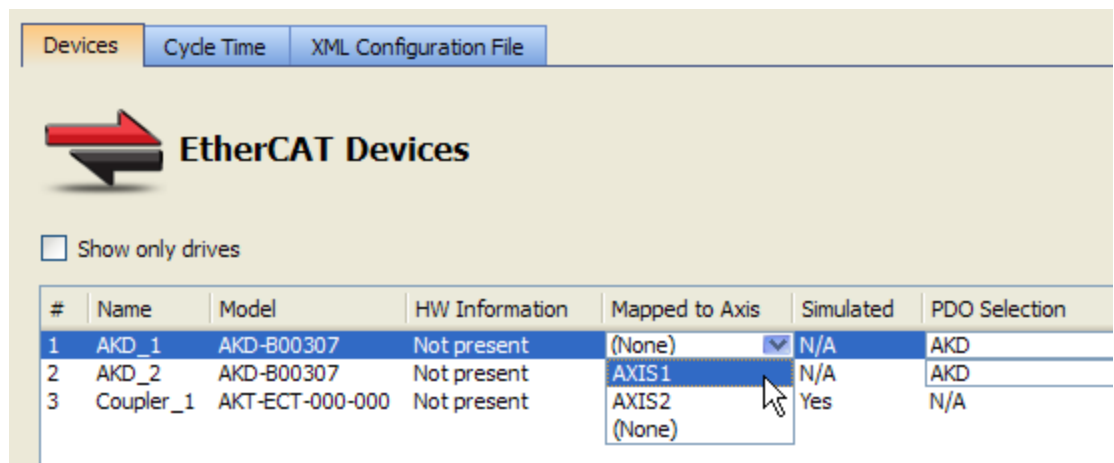 Devices Cycle Time XML Configuration File
EtherCAT Devices
Show only drives
# Name Model HW Information Mapped to Axis Simulated PDO Selection
1 AKD_1 AKD-B00307 Not present (None) N/A AKD
2 AKD_2 AKD-B00307 Not present AXIS1 N/A AKD
3 Coupler_1 AKT-ECT-000-000 Not present AXIS2 Yes N/A
(None)